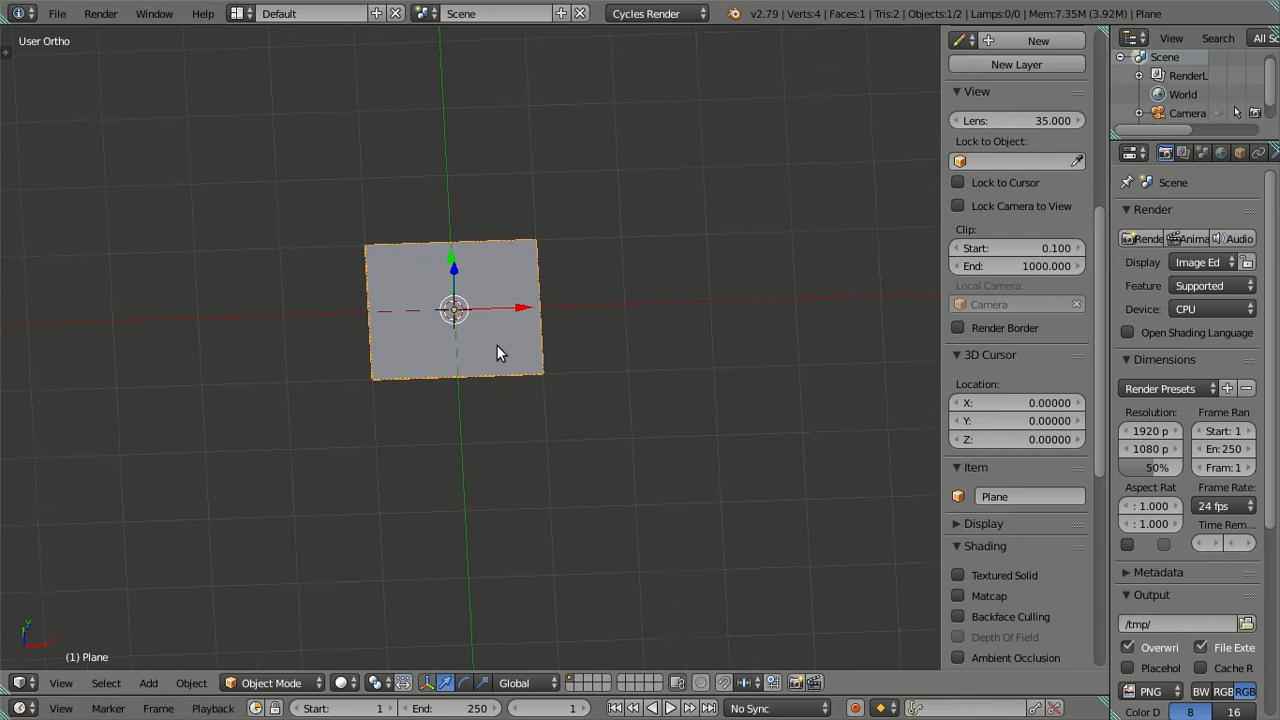 File Render Window Help Default Scene Cycles Render v2.79 | Verts:4 | Faces:1 | Tris:2 | Objects:1/2 | Lamps:0/0 | Mem:7.35M (3.92M) | Plane
User Ortho
New
New Layer
View
Lens: 35.000
Lock to Object:
Lock to Cursor
Lock Camera to View
Clip:
Start: 0.100
End: 1000.000
Local Camera:
Camera
Render Border
3D Cursor
Location:
X: 0.00000
Y: 0.00000
Z: 0.00000
Item
Plane
Display
Shading
Textured Solid
Matcap
Backface Culling
Depth Of Field
Ambient Occlusion
View Search All Sc
Scene
RenderL
World
Camera
Scene
Render
Rende Anima Audio
Display Image Ed
Feature Supported
Device: CPU
Open Shading Language
Dimensions
Render Presets
Resolution: Frame Ran
1920 p Start: 1
1080 p En: 250
50% Fram: 1
Aspect Rat Frame Rate:
: 1.000 24 fps
: 1.000 Time Rem...
Metadata
Output
/tmp/
Overwri File Exte
Placehol Cache R
PNG BW RGB RGB
Color D 8 16
y x
(1) Plane
View Select Add Object Object Mode Global
View Marker Frame Playback Start: 1 End: 250 1 No Sync